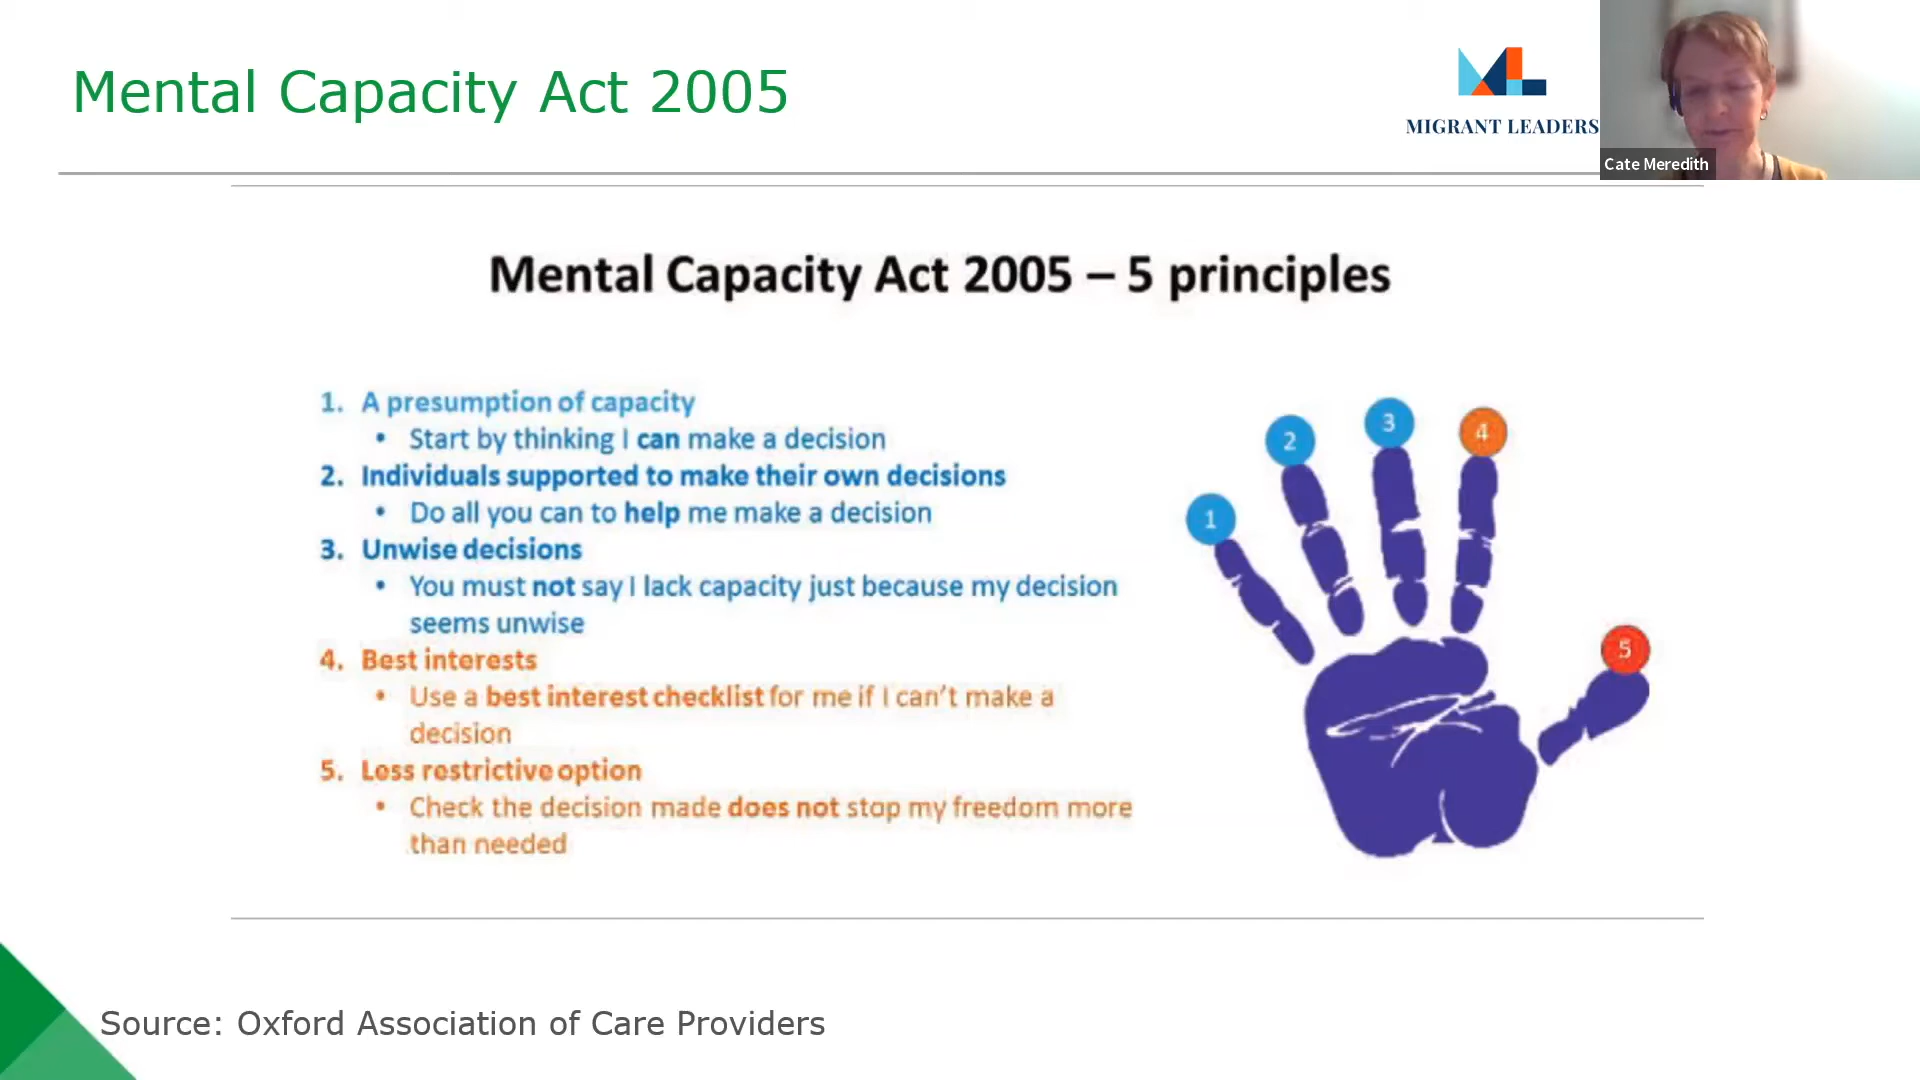 Mental Capacity Act 2005
MIGRANT LEADERS
Cate Meredith
Mental Capacity Act 2005 – 5 principles
1. A presumption of capacity
• Start by thinking I can make a decision
2. Individuals supported to make their own decisions
• Do all you can to help me make a decision
3. Unwise decisions
• You must not say I lack capacity just because my decision
seems unwise
4. Best interests
• Use a best interest checklist for me if I can't make a
decision
5. Less restrictive option
• Check the decision made does not stop my freedom more
than needed
1
2
3
4
5
Source: Oxford Association of Care Providers